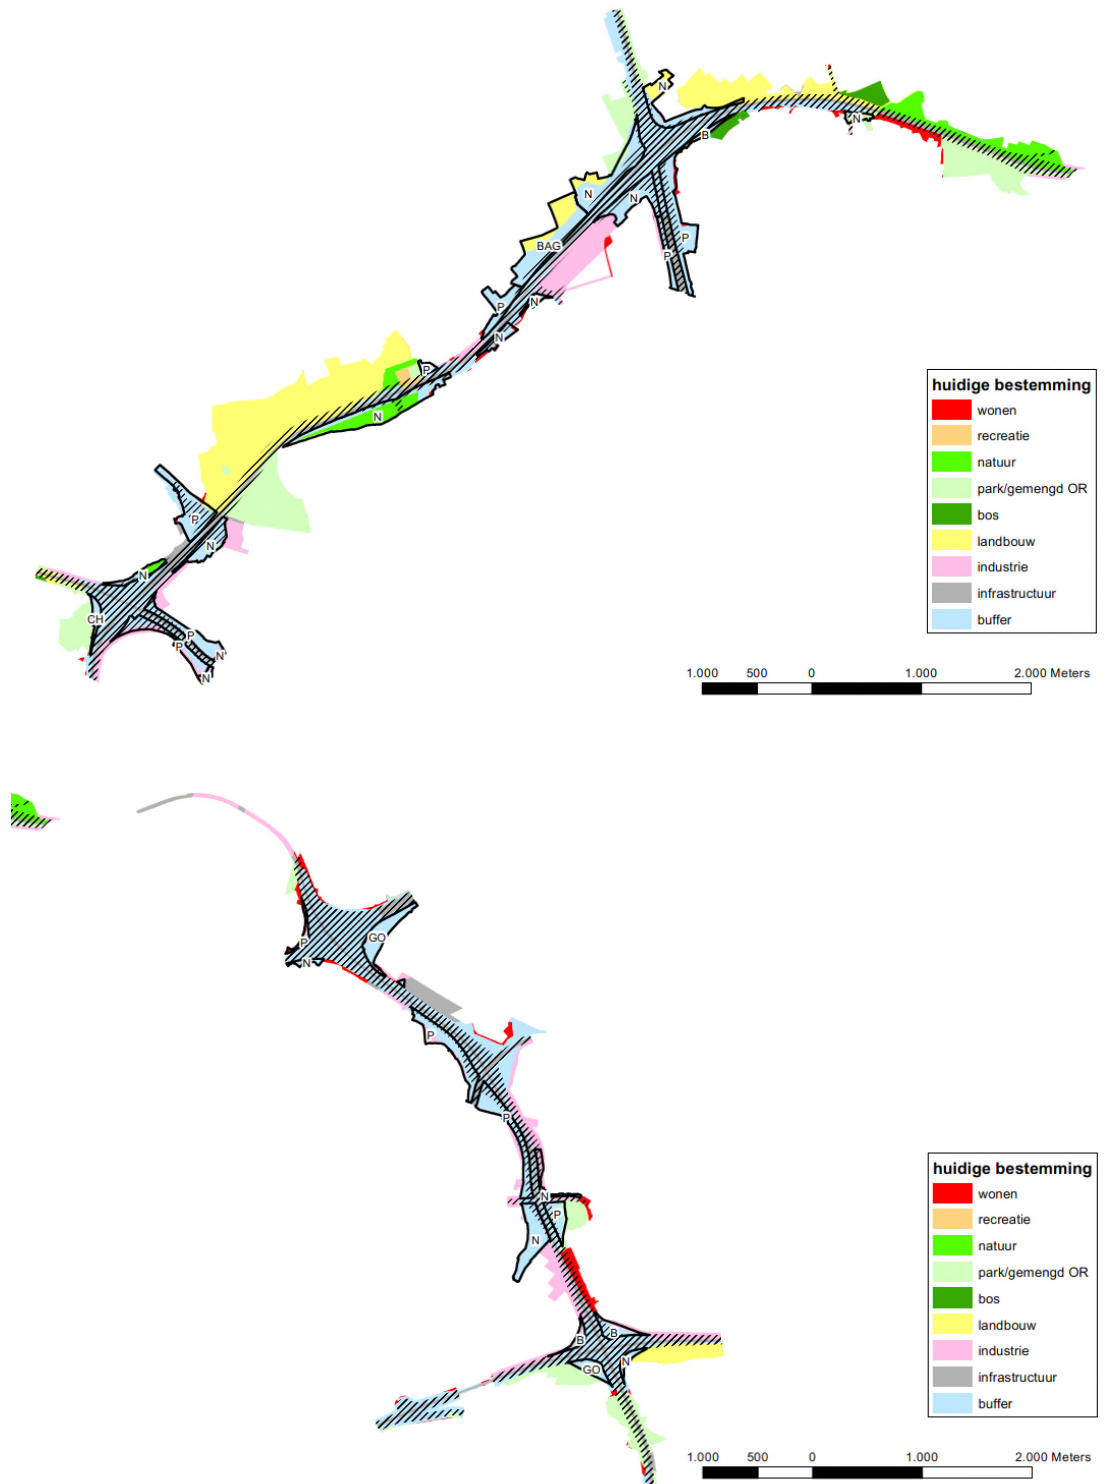 N
B
N
N
N
P
BAG
P
P
N
N
P
N
P
N
N
CH
P
P
N
N
huidige bestemming
wonen
recreatie
natuur
park/gemengd OR
bos
landbouw
industrie
infrastructuur
buffer
1.000 500 0 1.000 2.000 Meters
GO
P
N
P
P
N
P
N
B
B
GO
N
huidige bestemming
wonen
recreatie
natuur
park/gemengd OR
bos
landbouw
industrie
infrastructuur
buffer
1.000 500 0 1.000 2.000 Meters